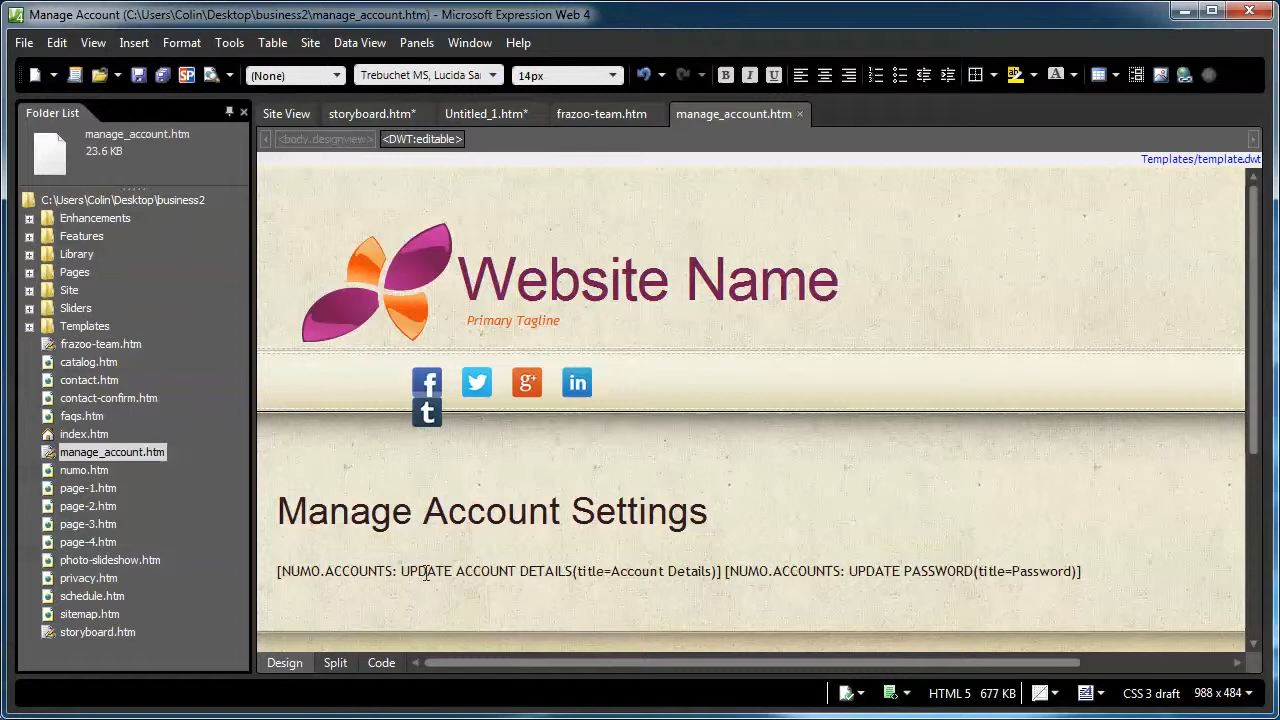 Manage Account (C:\Users\Colin\Desktop\business2\manage_account.htm) - Microsoft Expression Web 4
File Edit View Insert Format Tools Table Site Data View Panels Window Help
(None) Trebuchet MS, Lucida Sar 14px B I U A
Folder List
Site View storyboard.htm* Untitled_1.htm* frazoo-team.htm manage_account.htm
manage_account.htm
23.6 KB
<body.designview> <DWT:editable>
Templates/template.dwt
C:\Users\Colin\Desktop\business2
Enhancements
Features
Library
Pages
Site
Sliders
Templates
frazoo-team.htm
catalog.htm
contact.htm
contact-confirm.htm
faqs.htm
index.htm
manage_account.htm
numo.htm
page-1.htm
page-2.htm
page-3.htm
page-4.htm
photo-slideshow.htm
privacy.htm
schedule.htm
sitemap.htm
storyboard.htm
Website Name
Primary Tagline
f g+ in
t
Manage Account Settings
[NUMO.ACCOUNTS: UPDATE ACCOUNT DETAILS(title=Account Details)] [NUMO.ACCOUNTS: UPDATE PASSWORD(title=Password)]
Design Split Code
HTML 5 677 KB CSS 3 draft 988 x 484